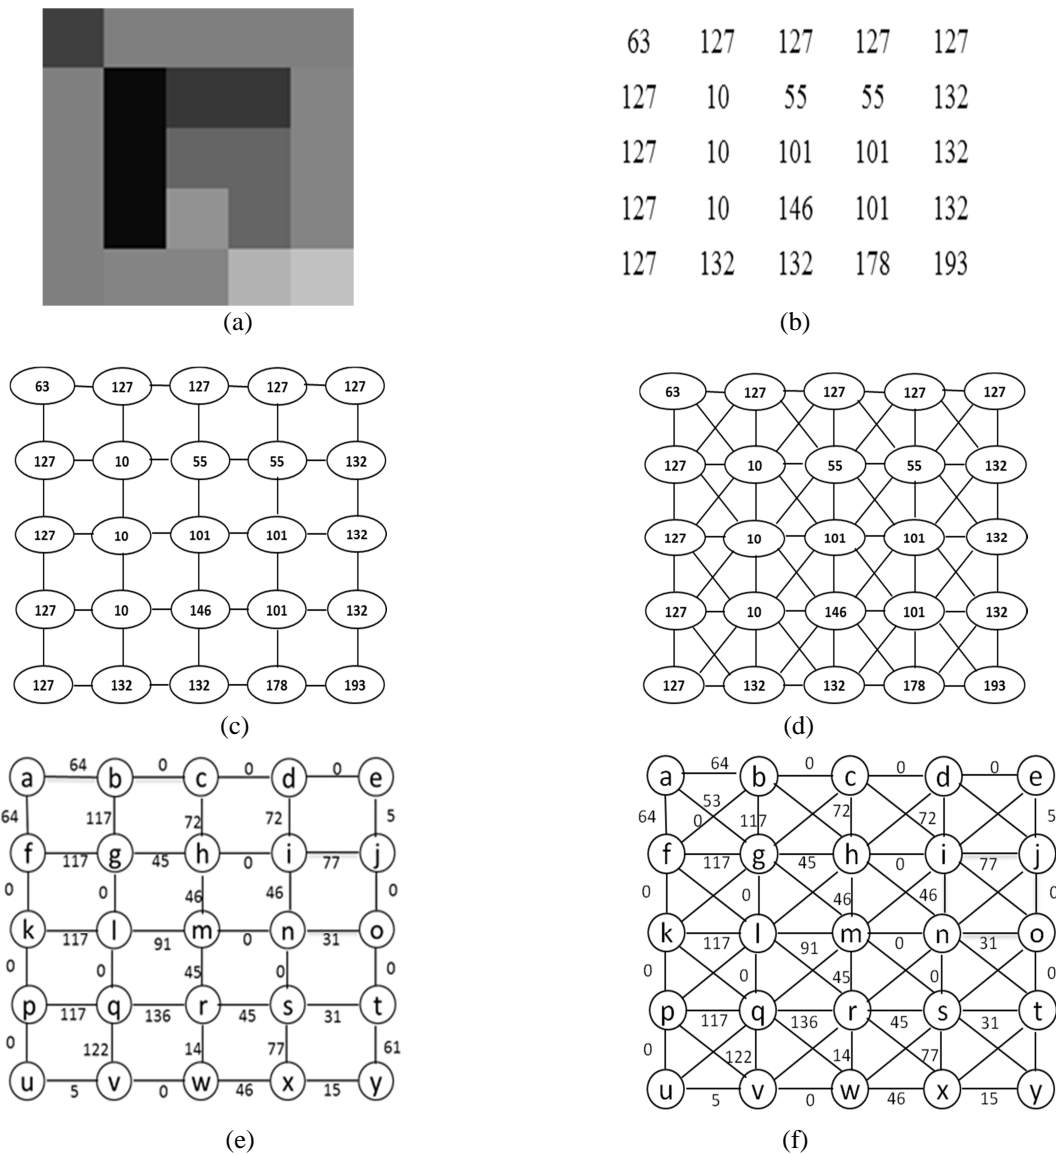 63 127 127 127 127
127 10 55 55 132
127 10 101 101 132
127 10 146 101 132
127 132 132 178 193
(a) (b)
63 127 127 127 127
127 10 55 55 132
127 10 101 101 132
127 10 146 101 132
127 132 132 178 193
(c)
63 127 127 127 127
127 10 55 55 132
127 10 101 101 132
127 10 146 101 132
127 132 132 178 193
(d)
64 0 0 0
a b c d e
64 117 72 72 5
f g h i j
117 45 0 77
0 0 46 46 0
k l m n o
117 91 0 31
0 0 45 0 0
p q r s t
117 136 45 31
0 122 14 77 61
u v w x y
5 0 46 15
(e)
64 0 0 0
a b c d e
53
64 0 117 72 72 5
f g h i j
117 45 0 77
0 0 46 46 0
k l m n o
117 91 0 31
0 0 45 0 0
p q r s t
117 136 45 31
0 122 14 77
u v w x y
5 0 46 15
(f)